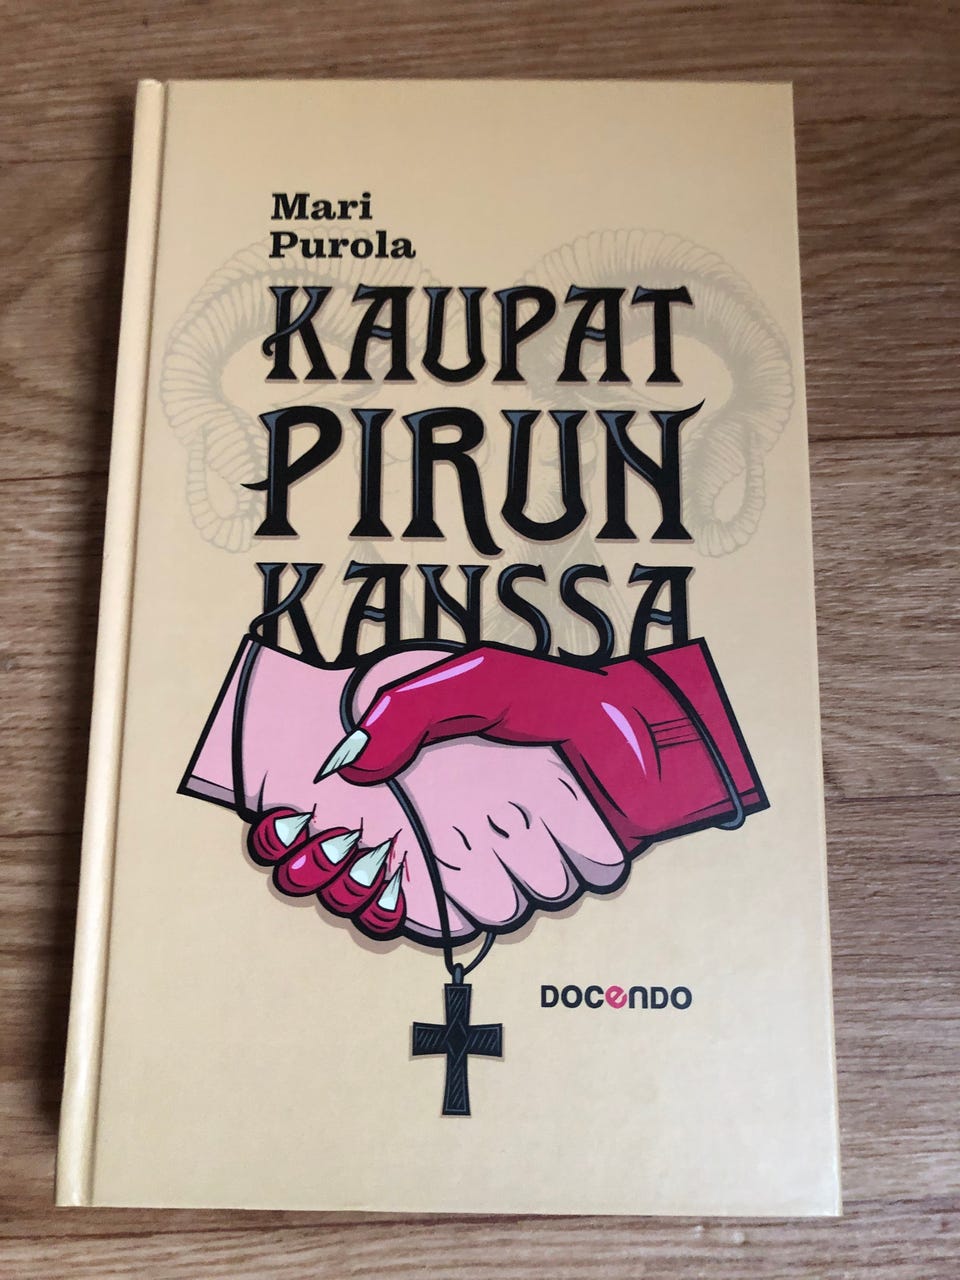 Mari
Purola
KAUPAT
PIRUN
KANSSA
DOCENDO